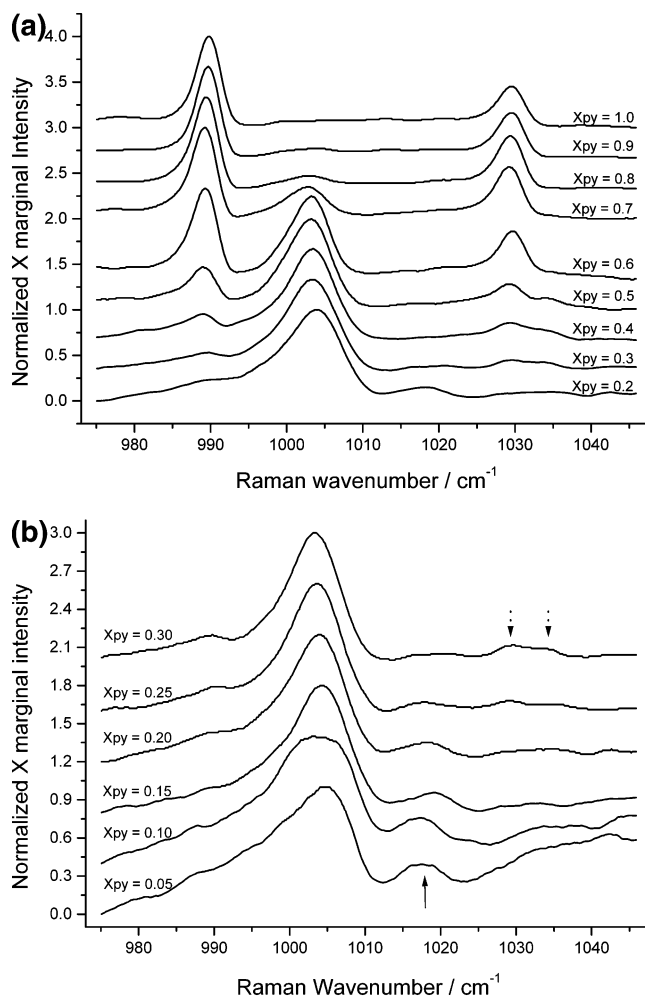 (a)
Normalized X marginal Intensity
4.0
3.5
3.0
2.5
2.0
1.5
1.0
0.5
0.0
Xpy = 1.0
Xpy = 0.9
Xpy = 0.8
Xpy = 0.7
Xpy = 0.6
Xpy = 0.5
Xpy = 0.4
Xpy = 0.3
Xpy = 0.2
980 990 1000 1010 1020 1030 1040
Raman wavenumber / cm⁻¹
(b)
Normalized X marginal intensity
3.0
2.7
2.4
2.1
1.8
1.5
1.2
0.9
0.6
0.3
0.0
Xpy = 0.30
Xpy = 0.25
Xpy = 0.20
Xpy = 0.15
Xpy = 0.10
Xpy = 0.05
980 990 1000 1010 1020 1030 1040
Raman Wavenumber / cm⁻¹